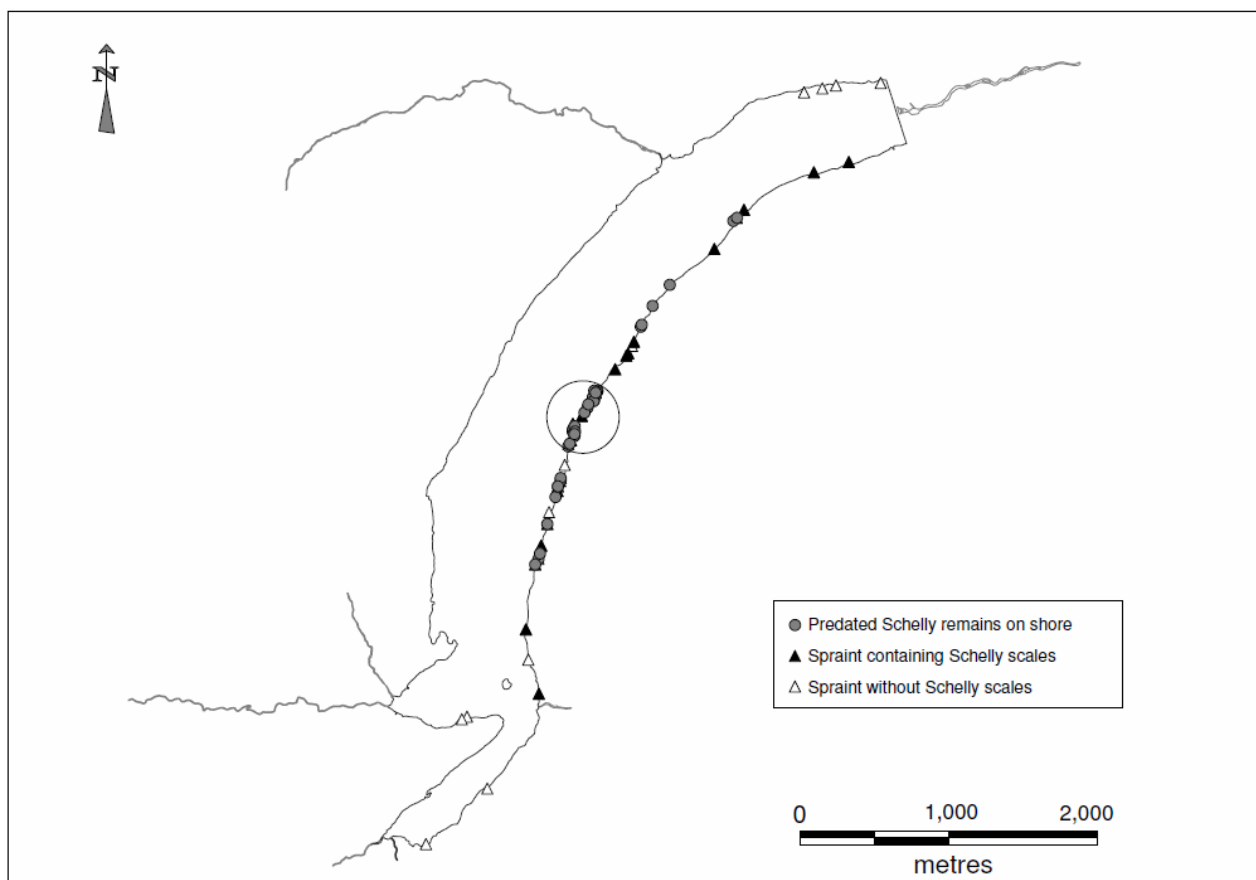 N
Predated Schelly remains on shore
Spraint containing Schelly scales
Spraint without Schelly scales
0 1,000 2,000
metres